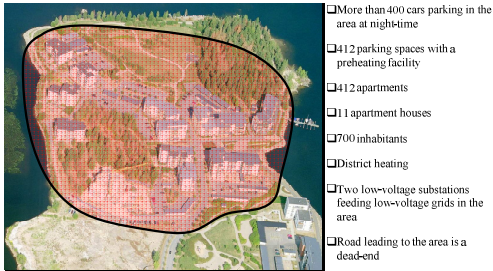 ❑More than 400 cars parking in the
area at night-time
❑412 parking spaces with a
preheating facility
❑412 apartments
❑11 apartment houses
❑700 inhabitants
❑District heating
❑Two low-voltage substations
feeding low-voltage grids in the
area
❑Road leading to the area is a
dead-end